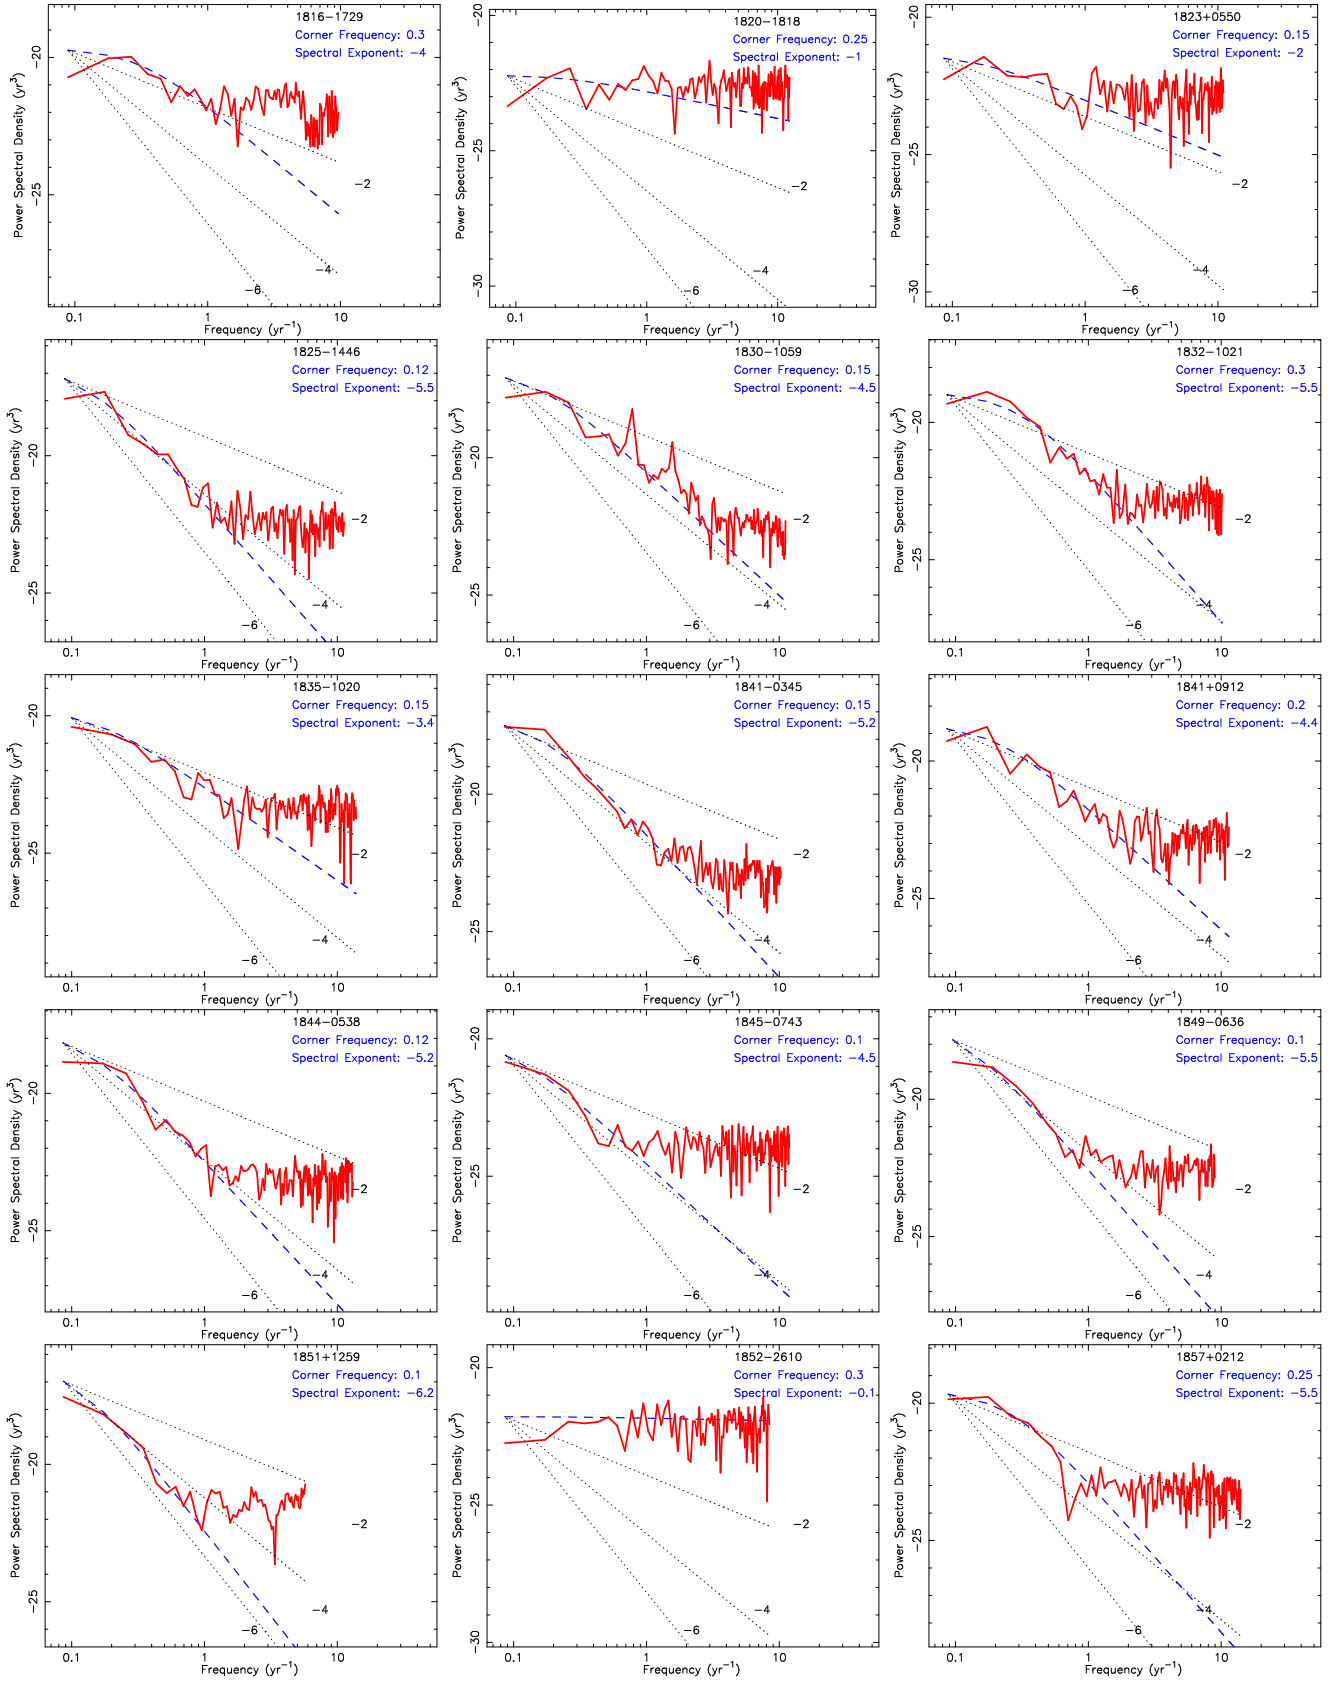 1816−1729
Corner Frequency: 0.3
Spectral Exponent: −4
Power Spectral Density (yr³)
−20
−25
−2
−4
−6
0.1 1 10
Frequency (yr⁻¹)
1820−1818
Corner Frequency: 0.25
Spectral Exponent: −1
Power Spectral Density (yr³)
−20
−25
−30
−2
−4
−6
0.1 1 10
Frequency (yr⁻¹)
1823+0550
Corner Frequency: 0.15
Spectral Exponent: −2
Power Spectral Density (yr³)
−20
−25
−30
−2
−4
−6
0.1 1 10
Frequency (yr⁻¹)
1825−1446
Corner Frequency: 0.12
Spectral Exponent: −5.5
Power Spectral Density (yr³)
−20
−25
−2
−4
−6
0.1 1 10
Frequency (yr⁻¹)
1830−1059
Corner Frequency: 0.15
Spectral Exponent: −4.5
Power Spectral Density (yr³)
−20
−25
−2
−4
−6
0.1 1 10
Frequency (yr⁻¹)
1832−1021
Corner Frequency: 0.3
Spectral Exponent: −5.5
Power Spectral Density (yr³)
−20
−25
−2
−4
−6
0.1 1 10
Frequency (yr⁻¹)
1835−1020
Corner Frequency: 0.15
Spectral Exponent: −3.4
Power Spectral Density (yr³)
−20
−25
−2
−4
−6
0.1 1 10
Frequency (yr⁻¹)
1841−0345
Corner Frequency: 0.15
Spectral Exponent: −5.2
Power Spectral Density (yr³)
−20
−25
−2
−4
−6
0.1 1 10
Frequency (yr⁻¹)
1841+0912
Corner Frequency: 0.2
Spectral Exponent: −4.4
Power Spectral Density (yr³)
−20
−25
−2
−4
−6
0.1 1 10
Frequency (yr⁻¹)
1844−0538
Corner Frequency: 0.12
Spectral Exponent: −5.2
Power Spectral Density (yr³)
−20
−25
−2
−4
−6
0.1 1 10
Frequency (yr⁻¹)
1845−0743
Corner Frequency: 0.1
Spectral Exponent: −4.5
Power Spectral Density (yr³)
−20
−25
−2
−4
−6
0.1 1 10
Frequency (yr⁻¹)
1849−0636
Corner Frequency: 0.1
Spectral Exponent: −5.5
Power Spectral Density (yr³)
−20
−25
−2
−4
−6
0.1 1 10
Frequency (yr⁻¹)
1851+1259
Corner Frequency: 0.1
Spectral Exponent: −6.2
Power Spectral Density (yr³)
−20
−25
−2
−4
−6
0.1 1 10
Frequency (yr⁻¹)
1852−2610
Corner Frequency: 0.3
Spectral Exponent: −0.1
Power Spectral Density (yr³)
−20
−25
−30
−2
−4
−6
0.1 1 10
Frequency (yr⁻¹)
1857+0212
Corner Frequency: 0.25
Spectral Exponent: −5.5
Power Spectral Density (yr³)
−20
−25
−2
−4
−6
0.1 1 10
Frequency (yr⁻¹)